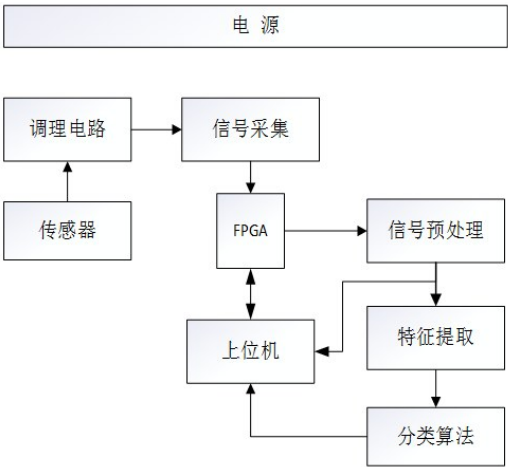 电 源
调理电路
信号采集
传感器
FPGA
信号预处理
上位机
特征提取
分类算法